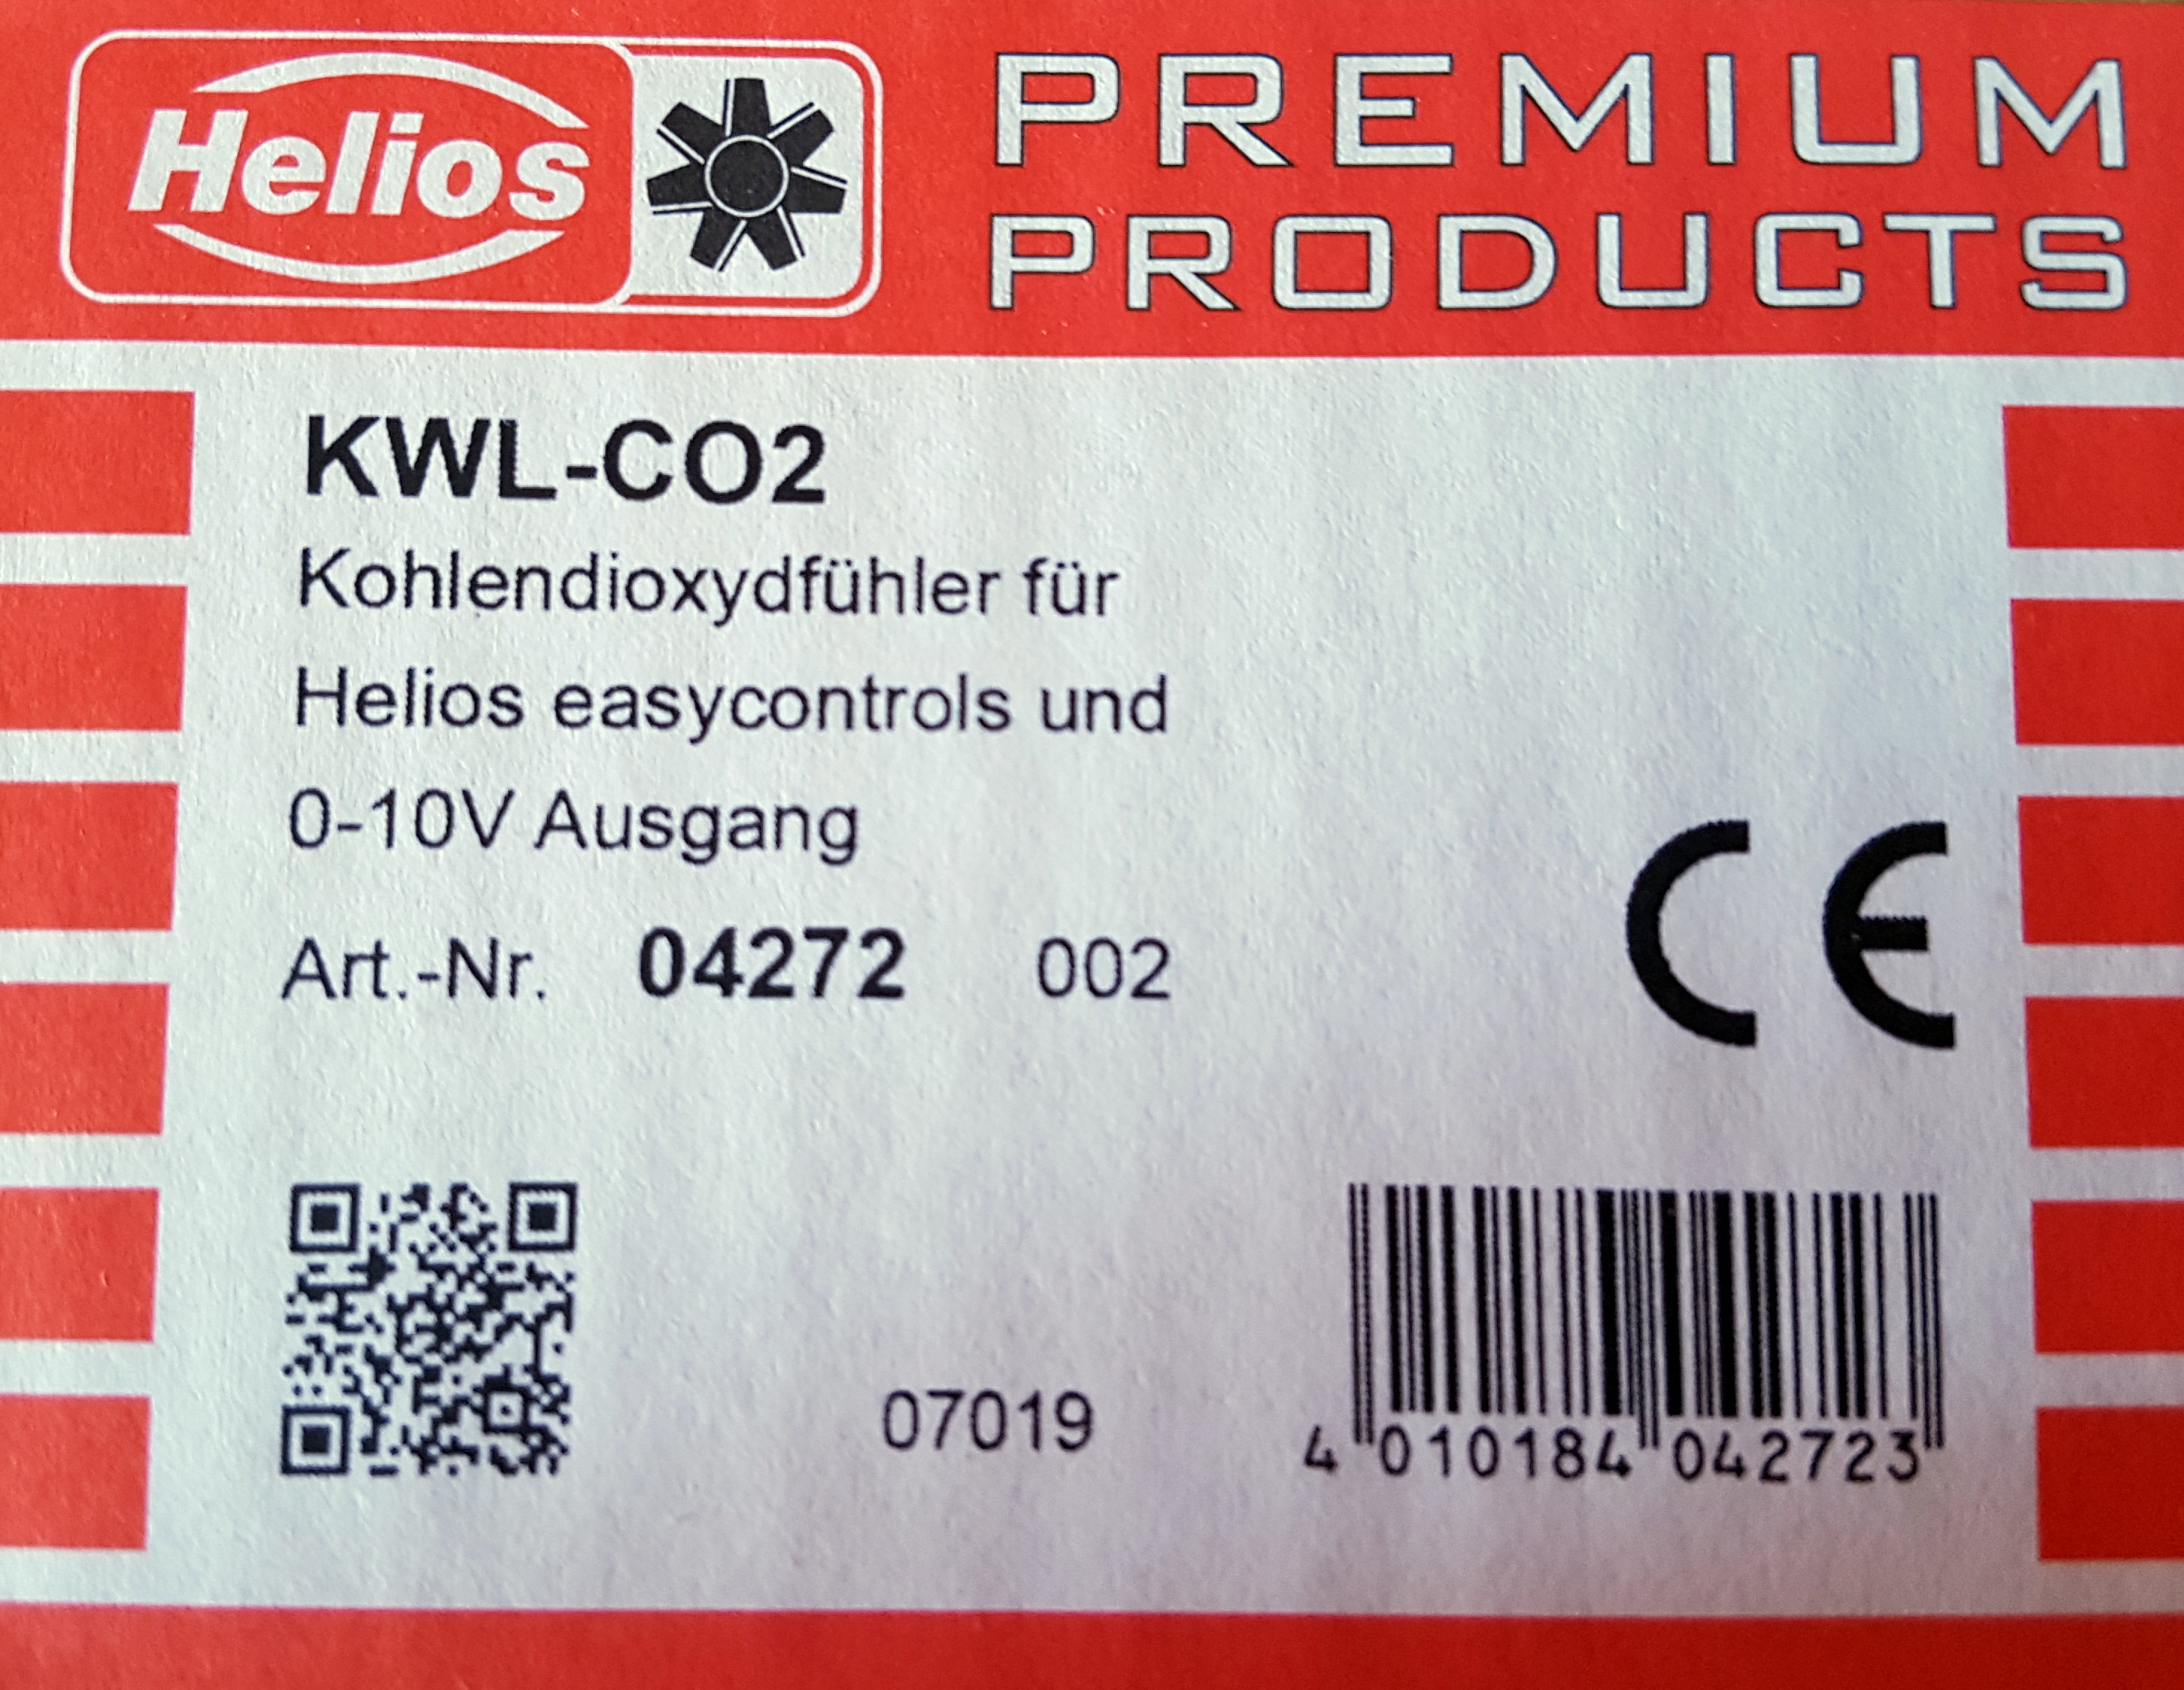 Helios
PREMIUM
PRODUCTS
KWL-CO2
Kohlendioxydfühler für
Helios easycontrols und
0-10V Ausgang
Art.-Nr. 04272 002
CE
07019
4 010184 042723